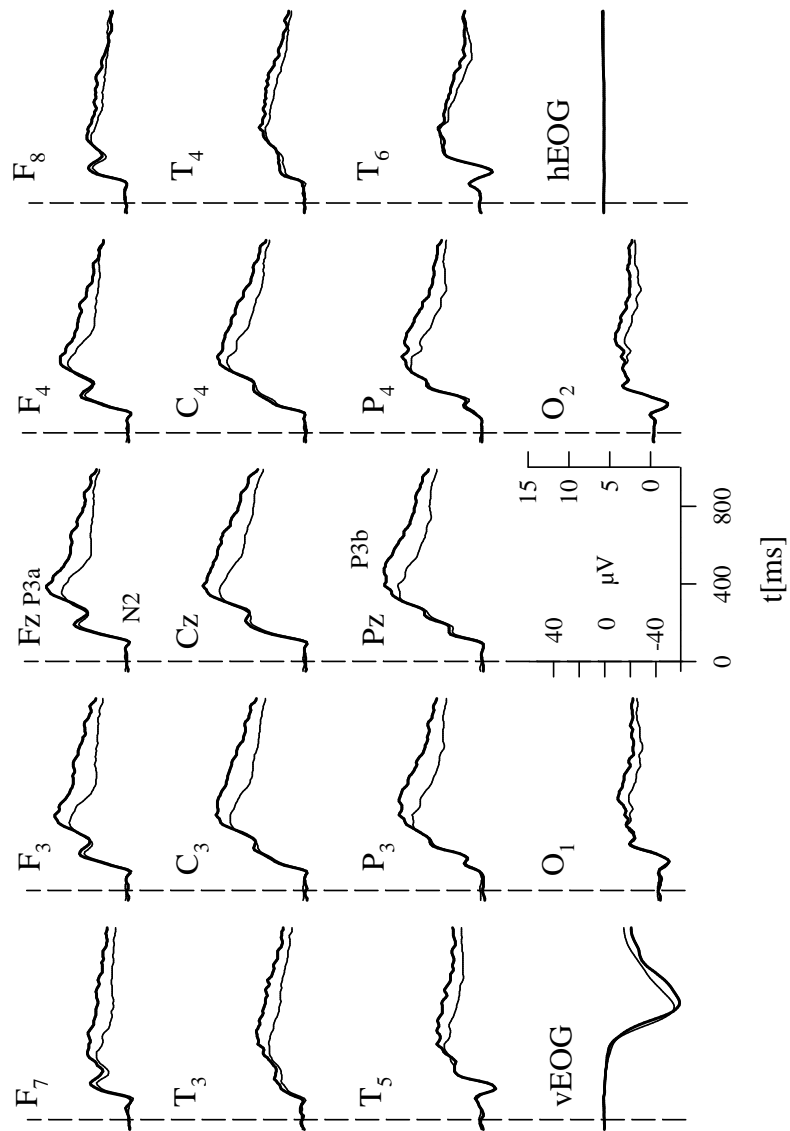 F₇ F₃ Fz F₄ F₈
P3a
N2
T₃ C₃ Cz C₄ T₄
P3b
T₅ P₃ Pz P₄ T₆
vEOG O₁ O₂ hEOG
40 15
10
0 µV 5
-40 0
0 400 800
t[ms]